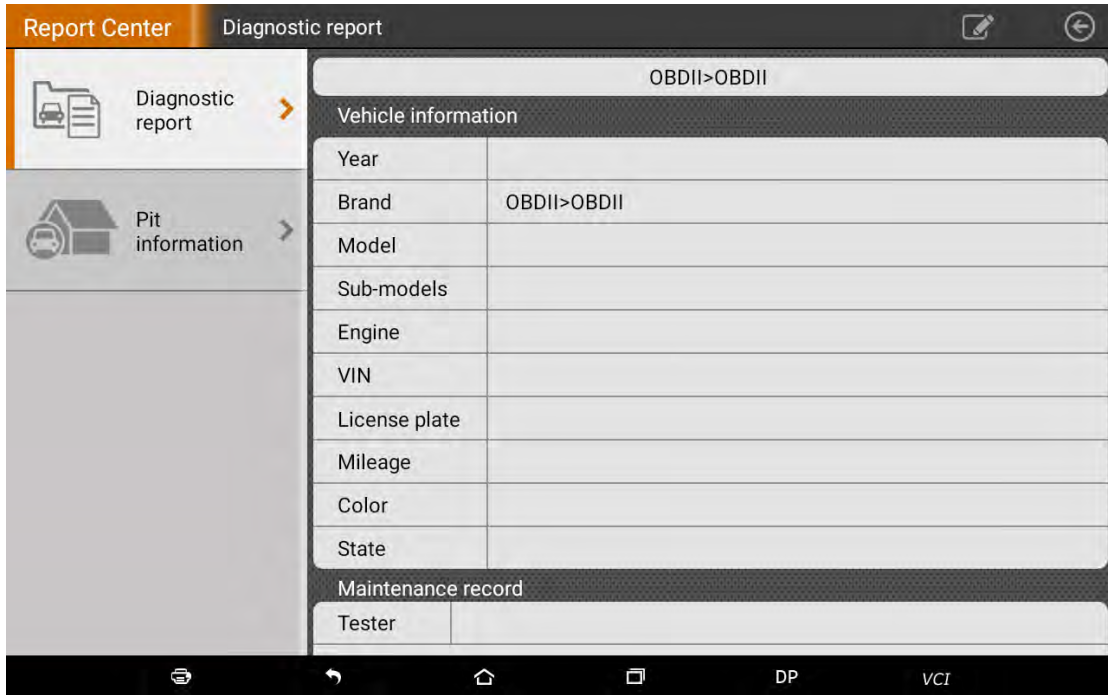 Report Center
Diagnostic report
Diagnostic
report
Pit
information
OBDII>OBDII
Vehicle information
Year
Brand OBDII>OBDII
Model
Sub-models
Engine
VIN
License plate
Mileage
Color
State
Maintenance record
Tester
DP
VCI